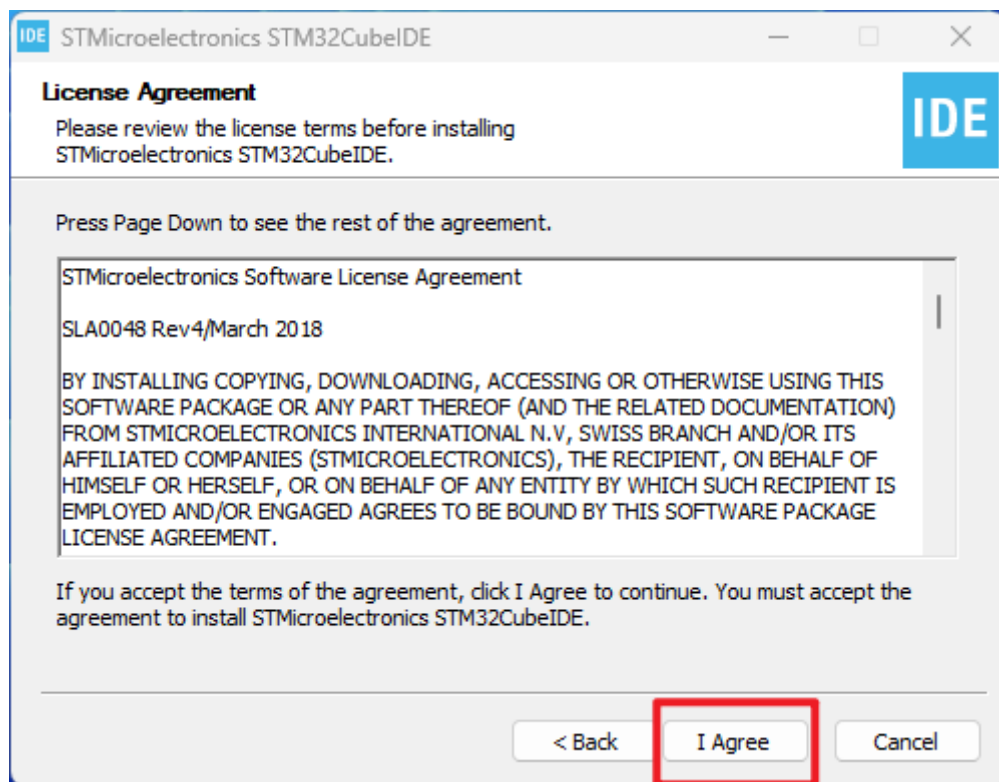 IDE STMicroelectronics STM32CubeIDE
License Agreement
Please review the license terms before installing
STMicroelectronics STM32CubeIDE.
IDE
Press Page Down to see the rest of the agreement.
STMicroelectronics Software License Agreement
SLA0048 Rev4/March 2018
BY INSTALLING COPYING, DOWNLOADING, ACCESSING OR OTHERWISE USING THIS
SOFTWARE PACKAGE OR ANY PART THEREOF (AND THE RELATED DOCUMENTATION)
FROM STMICROELECTRONICS INTERNATIONAL N.V, SWISS BRANCH AND/OR ITS
AFFILIATED COMPANIES (STMICROELECTRONICS), THE RECIPIENT, ON BEHALF OF
HIMSELF OR HERSELF, OR ON BEHALF OF ANY ENTITY BY WHICH SUCH RECIPIENT IS
EMPLOYED AND/OR ENGAGED AGREES TO BE BOUND BY THIS SOFTWARE PACKAGE
LICENSE AGREEMENT.
If you accept the terms of the agreement, click I Agree to continue. You must accept the
agreement to install STMicroelectronics STM32CubeIDE.
< Back I Agree Cancel